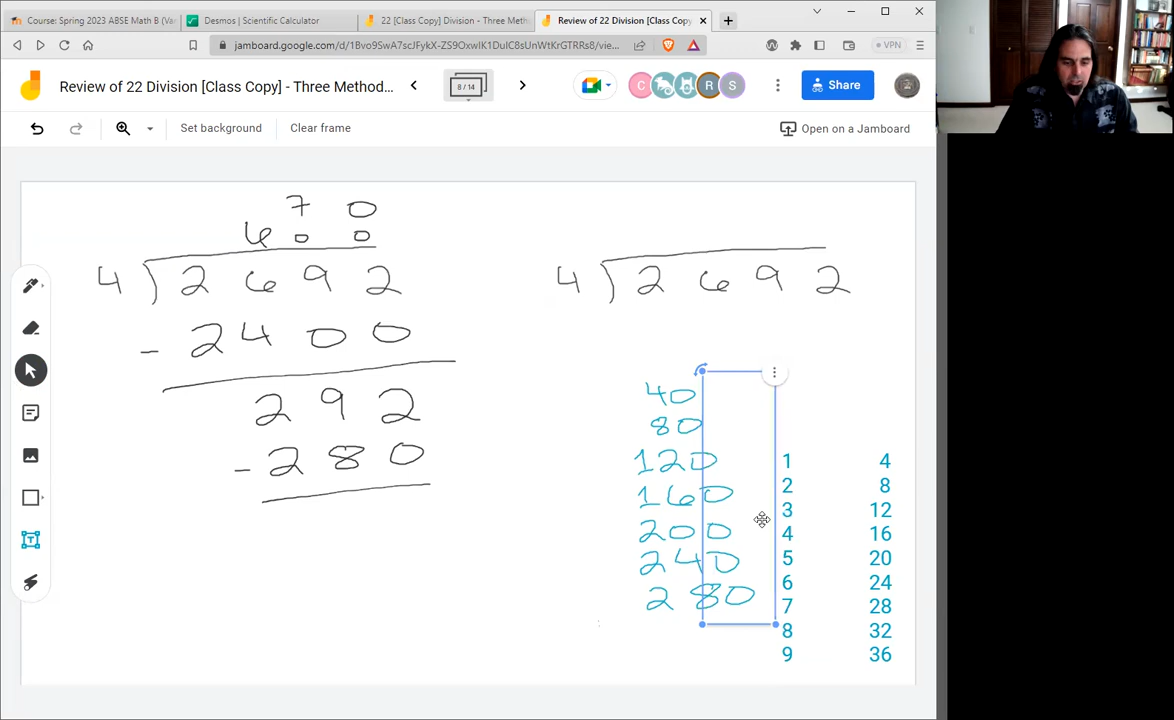 Course: Spring 2023 ABSE Math B (Va
Desmos | Scientific Calculator
22 [Class Copy] Division - Three Meth
Review of 22 Division [Class Copy
jamboard.google.com/d/1Bvo9SwA7scJFykX-ZS9OxwIK1DuIC8sUnWtKrGTRRs8/vie...
VPN
Review of 22 Division [Class Copy] - Three Method...
8/14
C
R
S
Share
Set background
Clear frame
Open on a Jamboard
7 0
6 0 0
4 2 6 9 2
- 2 4 0 0
2 9 2
- 2 8 0
4 2 6 9 2
40
80
120
160
200
240
280
1 4
2 8
3 12
4 16
5 20
6 24
7 28
8 32
9 36